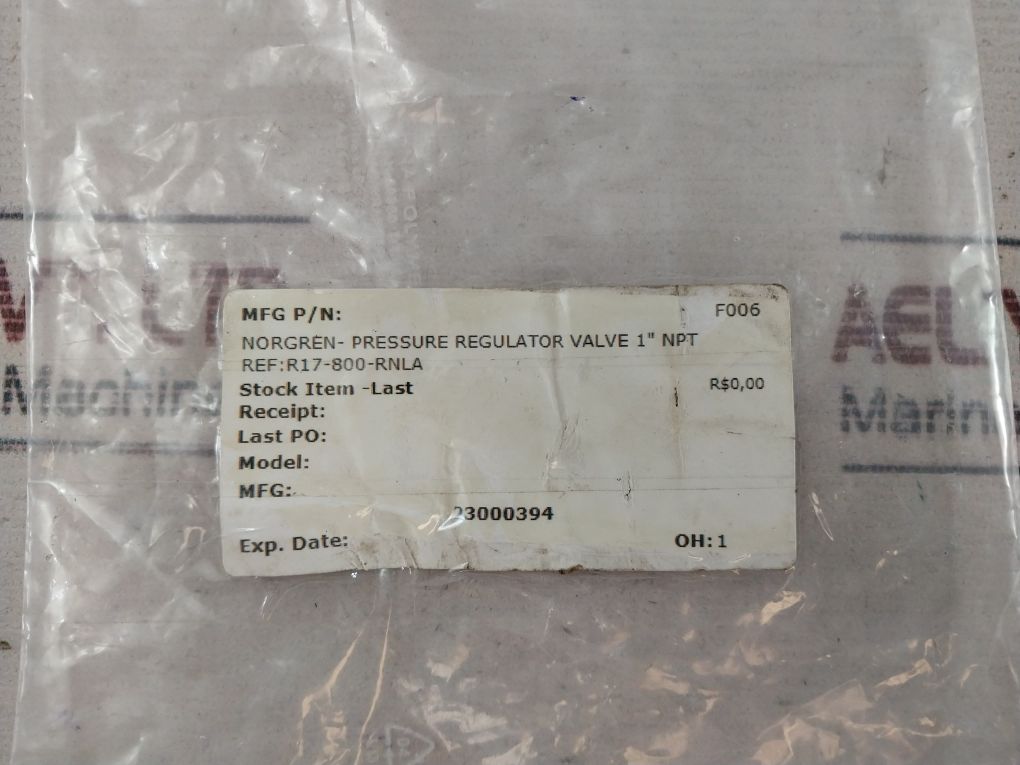 MFG P/N: F006
NORGREN- PRESSURE REGULATOR VALVE 1" NPT
REF:R17-800-RNLA
Stock Item -Last R$0,00
Receipt:
Last PO:
Model:
MFG:
23000394
Exp. Date: OH: 1